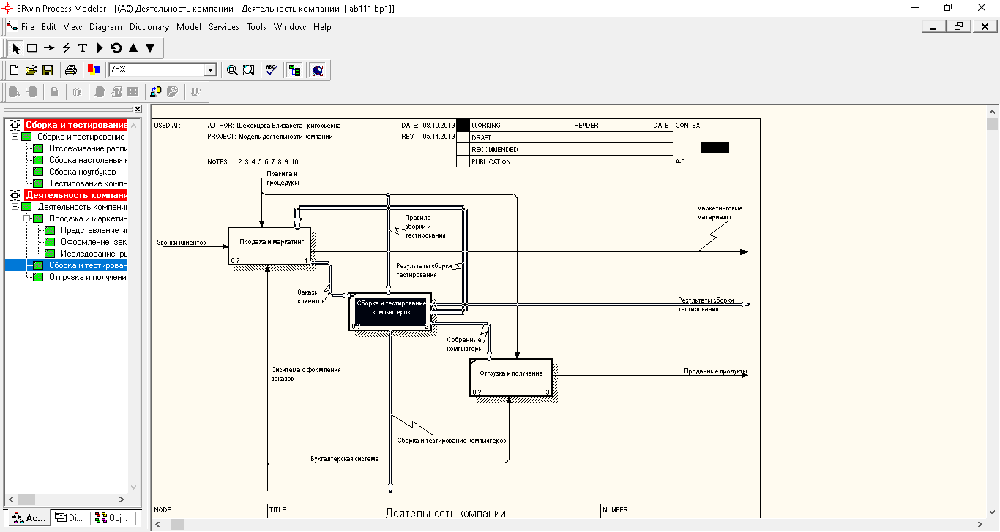 ERwin Process Modeler - [(A0) Деятельность компании - Деятельность компании [lab111.bp1]]
File Edit View Diagram Dictionary Model Services Tools Window Help
T
75%
ABC
Сборка и тестирование
Сборка и тестирование
Отслеживание распи
Сборка настольных к
Сборка ноутбуков
Тестирование компь
Деятельность компани
Деятельность компании
Продажа и маркетин
Представление ин
Оформление зак
Исследование ры
Сборка и тестирован
Отгрузка и получение
Ac... Di... Obj...
USED AT:
AUTHOR: Шеховцова Елизавета Григорьевна
DATE: 08.10.2019
PROJECT: Модель деятельности компании
REV: 05.11.2019
NOTES: 1 2 3 4 5 6 7 8 9 10
WORKING
DRAFT
RECOMMENDED
PUBLICATION
READER DATE
CONTEXT:
A-0
Правила и
процедуры
Маркетинговые
материалы
Правила
сборки и
тестирования
Звонки клиентов
Продажа и маркетинг
0 ? 1
Результаты сборки
тестирования
Заказы
клиентов
Сборка и тестирование
компьютеров
0 ? 2
Результаты сборки
тестирования
Собранные
компьютеры
Сиситема оформления
заказов
Отгрузка и получение
0 ? 3
Проданные продукты
Сборка и тестирование компьютеров
Бухгалтерская система
NODE:
TITLE:
Деятельность компании
NUMBER: